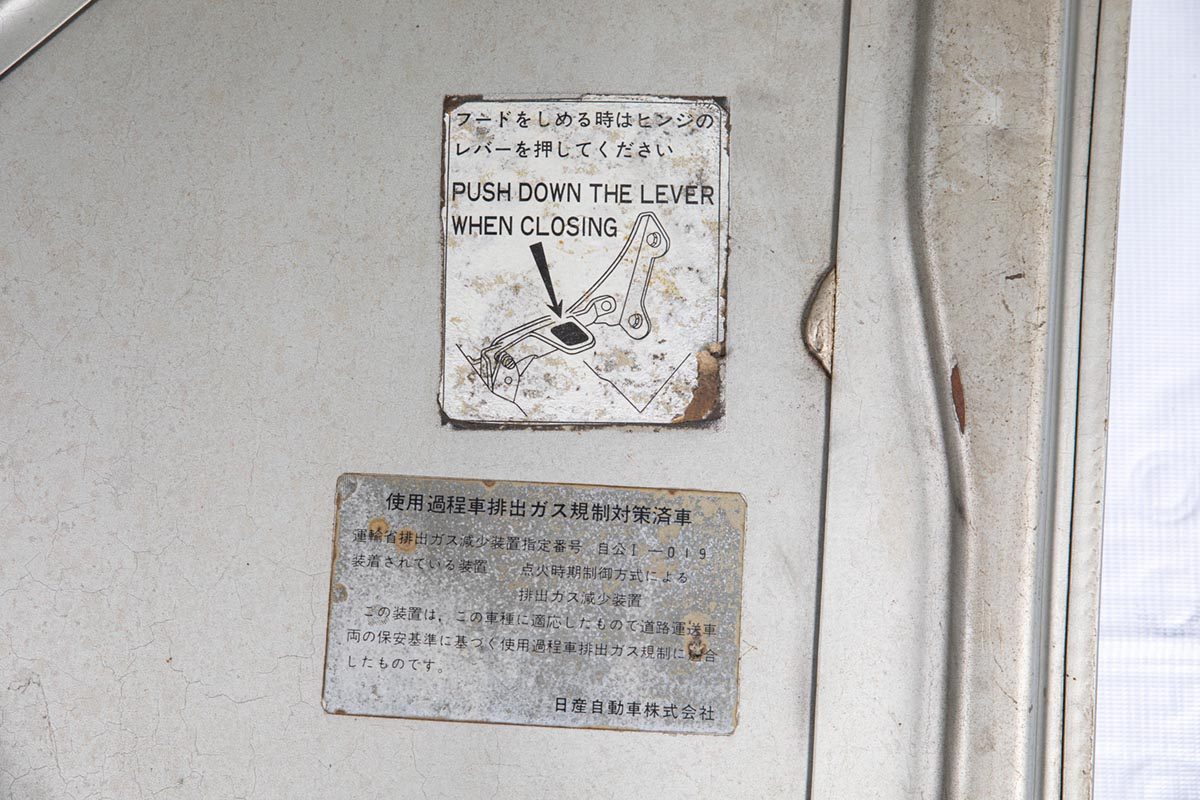 フードをしめる時はヒンジの
レバーを押してください
PUSH DOWN THE LEVER
WHEN CLOSING
使用過程車排出ガス規制対策済車
運輸省排出ガス減少装置指定番号 自公I-019
装着されている装置 点火時期制御方式による
排出ガス減少装置
この装置は、この車種に適応したもので道路運送車
両の保安基準に基づく使用過程車排出ガス規制に 合
したものです。
日産自動車株式会社